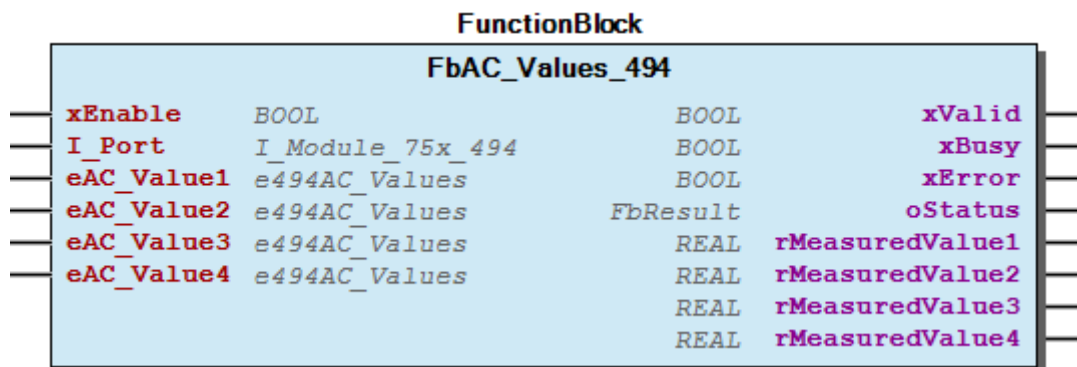 FunctionBlock
FbAC_Values_494
xEnable BOOL BOOL xValid
I_Port I_Module_75x_494 BOOL xBusy
eAC_Value1 e494AC_Values BOOL xError
eAC_Value2 e494AC_Values FbResult oStatus
eAC_Value3 e494AC_Values REAL rMeasuredValue1
eAC_Value4 e494AC_Values REAL rMeasuredValue2
REAL rMeasuredValue3
REAL rMeasuredValue4